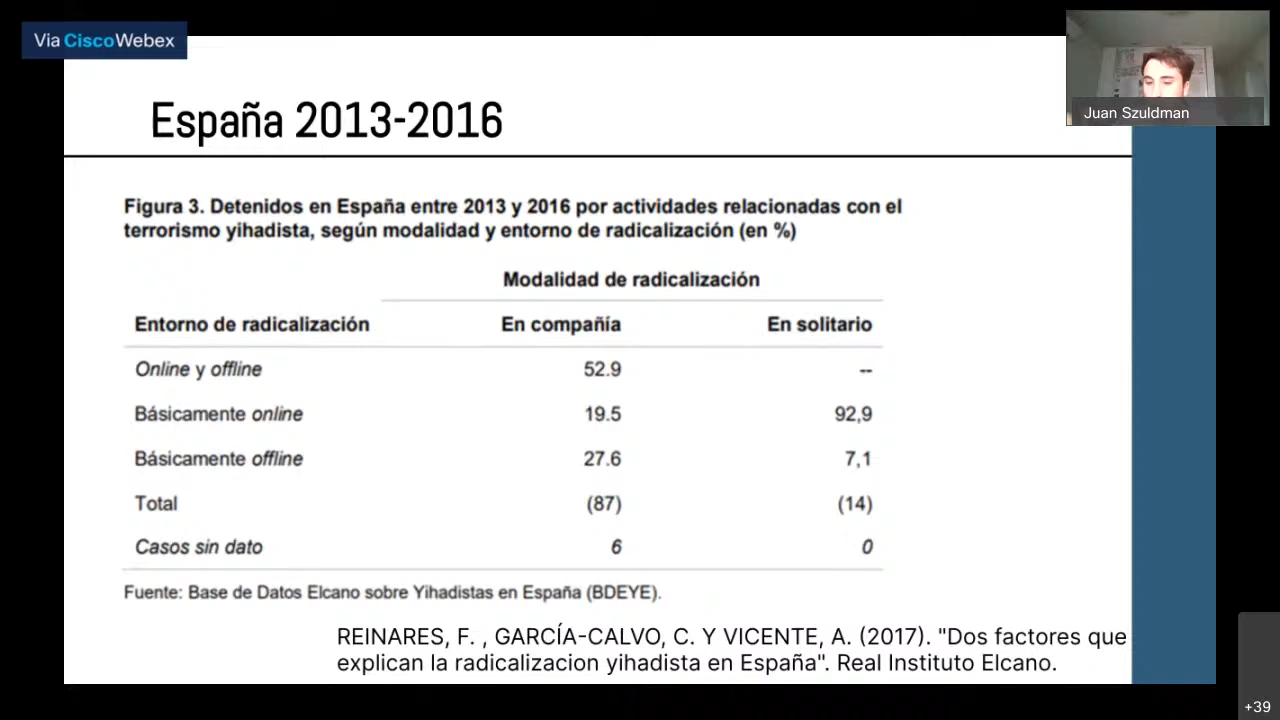 Via CiscoWebex
Juan Szuldman
España 2013-2016
Figura 3. Detenidos en España entre 2013 y 2016 por actividades relacionadas con el
terrorismo yihadista, según modalidad y entorno de radicalización (en %)
Modalidad de radicalización
Entorno de radicalización En compañía En solitario
Online y offline 52.9 --
Básicamente online 19.5 92,9
Básicamente offline 27.6 7,1
Total (87) (14)
Casos sin dato 6 0
Fuente: Base de Datos Elcano sobre Yihadistas en España (BDEYE).
REINARES, F. , GARCÍA-CALVO, C. Y VICENTE, A. (2017). "Dos factores que
explican la radicalizacion yihadista en España". Real Instituto Elcano.
+39